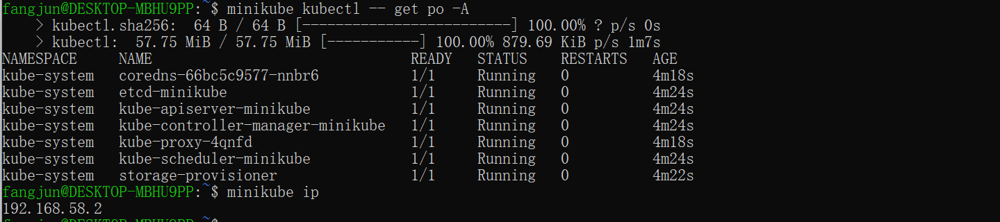 fangjun@DESKTOP-MBHU9PP:~$ minikube kubectl -- get po -A
    > kubectl.sha256:  64 B / 64 B [-------------------------] 100.00% ? p/s 0s
    > kubectl:  57.75 MiB / 57.75 MiB [-----------] 100.00% 879.69 KiB p/s 1m7s
NAMESPACE     NAME                               READY   STATUS    RESTARTS   AGE
kube-system   coredns-66bc5c9577-nnbr6           1/1     Running   0          4m18s
kube-system   etcd-minikube                      1/1     Running   0          4m24s
kube-system   kube-apiserver-minikube            1/1     Running   0          4m24s
kube-system   kube-controller-manager-minikube   1/1     Running   0          4m24s
kube-system   kube-proxy-4qnfd                   1/1     Running   0          4m18s
kube-system   kube-scheduler-minikube            1/1     Running   0          4m24s
kube-system   storage-provisioner                1/1     Running   0          4m22s
fangjun@DESKTOP-MBHU9PP:~$ minikube ip
192.168.58.2
fangjun@DESKTOP-MBHU9PP:~$